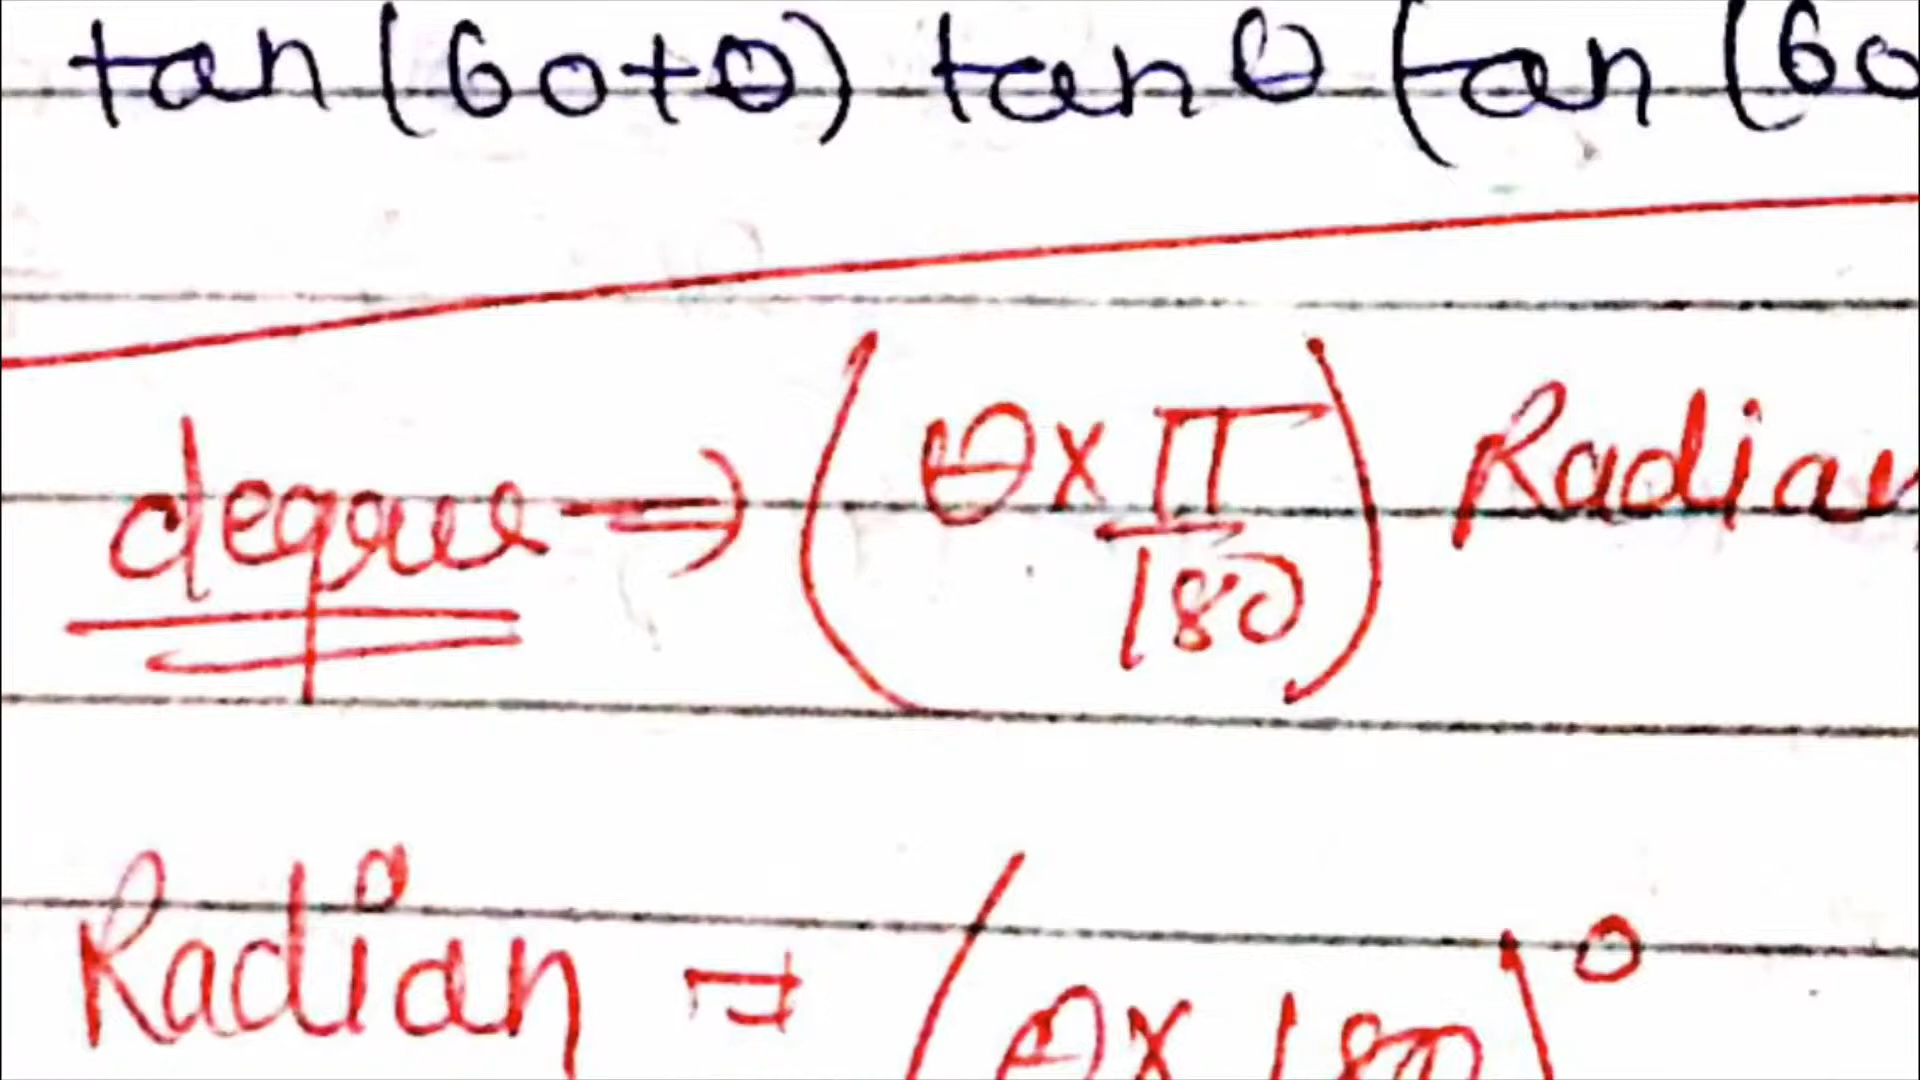 tan(60+θ) tanθ tan(60
degree ⇒ (θ×π/180) Radian
Radian = (θ×180)°